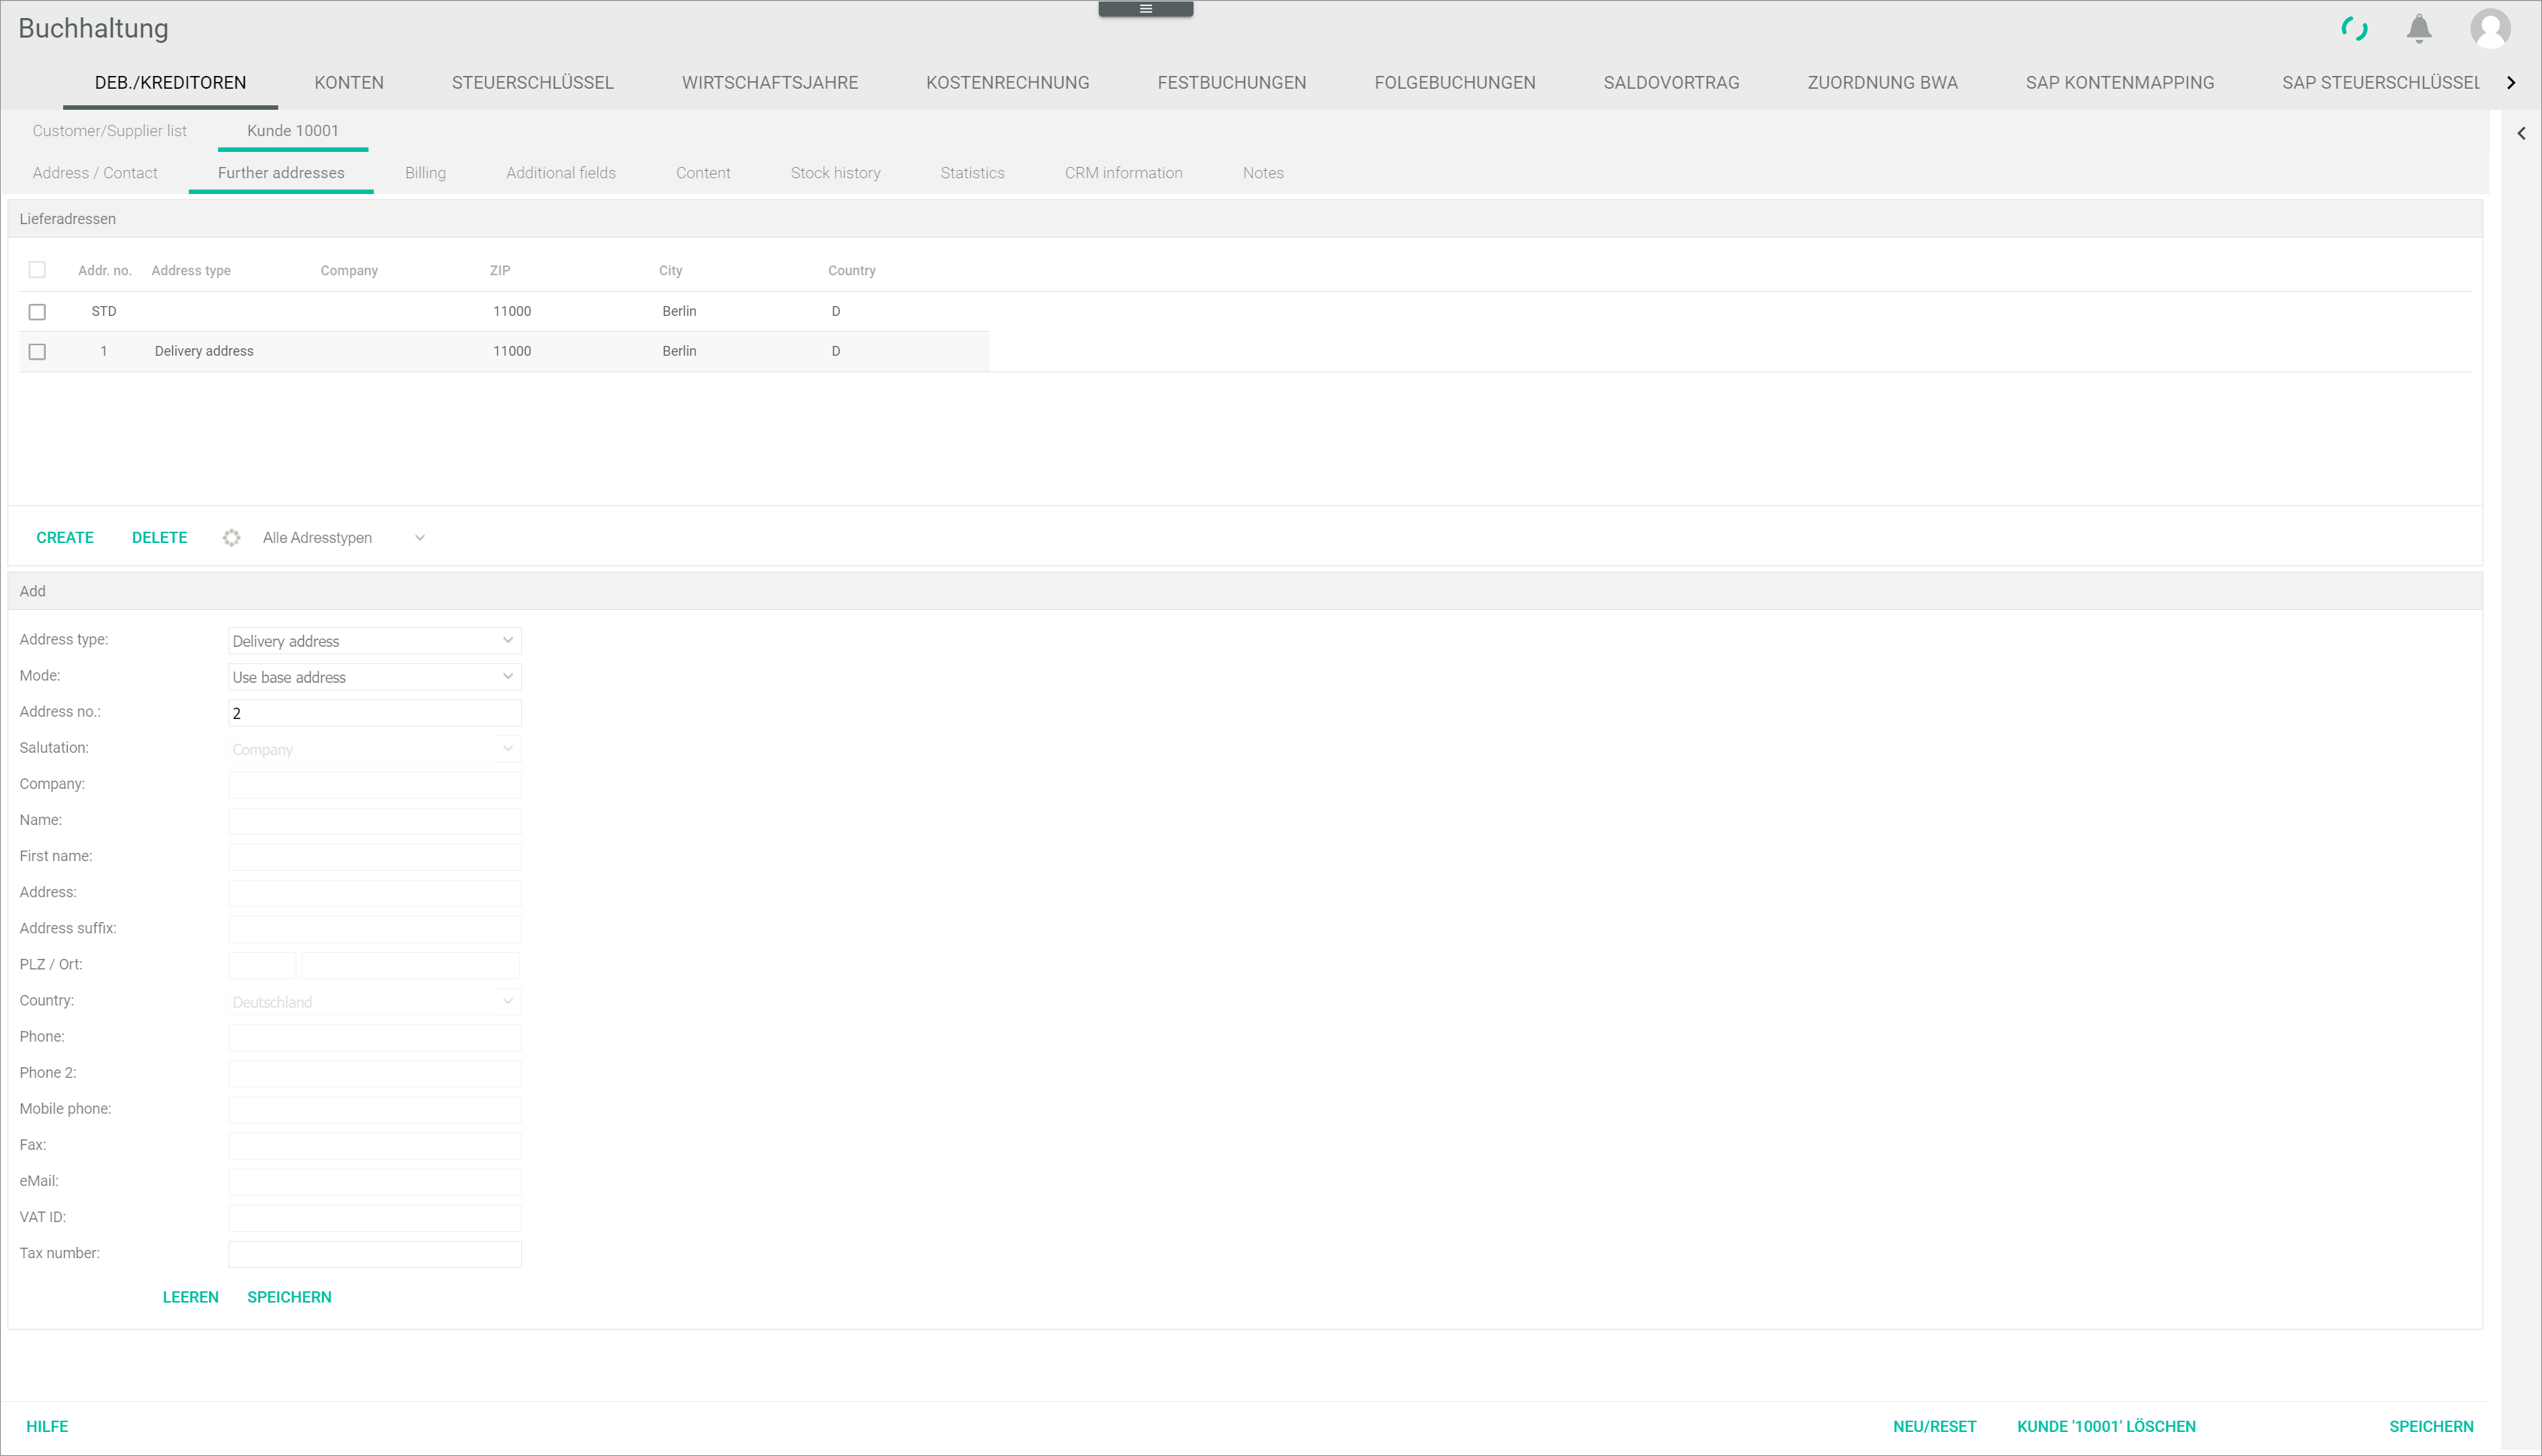 Buchhaltung
DEB./KREDITOREN KONTEN STEUERSCHLÜSSEL WIRTSCHAFTSJAHRE KOSTENRECHNUNG FESTBUCHUNGEN FOLGEBUCHUNGEN SALDOVORTRAG ZUORDNUNG BWA SAP KONTENMAPPING SAP STEUERSCHLÜSSEL
Customer/Supplier list Kunde 10001
Address / Contact Further addresses Billing Additional fields Content Stock history Statistics CRM information Notes
Lieferadressen
Addr. no. Address type Company ZIP City Country
STD 11000 Berlin D
1 Delivery address 11000 Berlin D
CREATE DELETE Alle Adresstypen
Add
Address type: Delivery address
Mode: Use base address
Address no.: 2
Salutation: Company
Company:
Name:
First name:
Address:
Address suffix:
PLZ / Ort:
Country: Deutschland
Phone:
Phone 2:
Mobile phone:
Fax:
eMail:
VAT ID:
Tax number:
LEEREN SPEICHERN
HILFE NEU/RESET KUNDE '10001' LÖSCHEN SPEICHERN